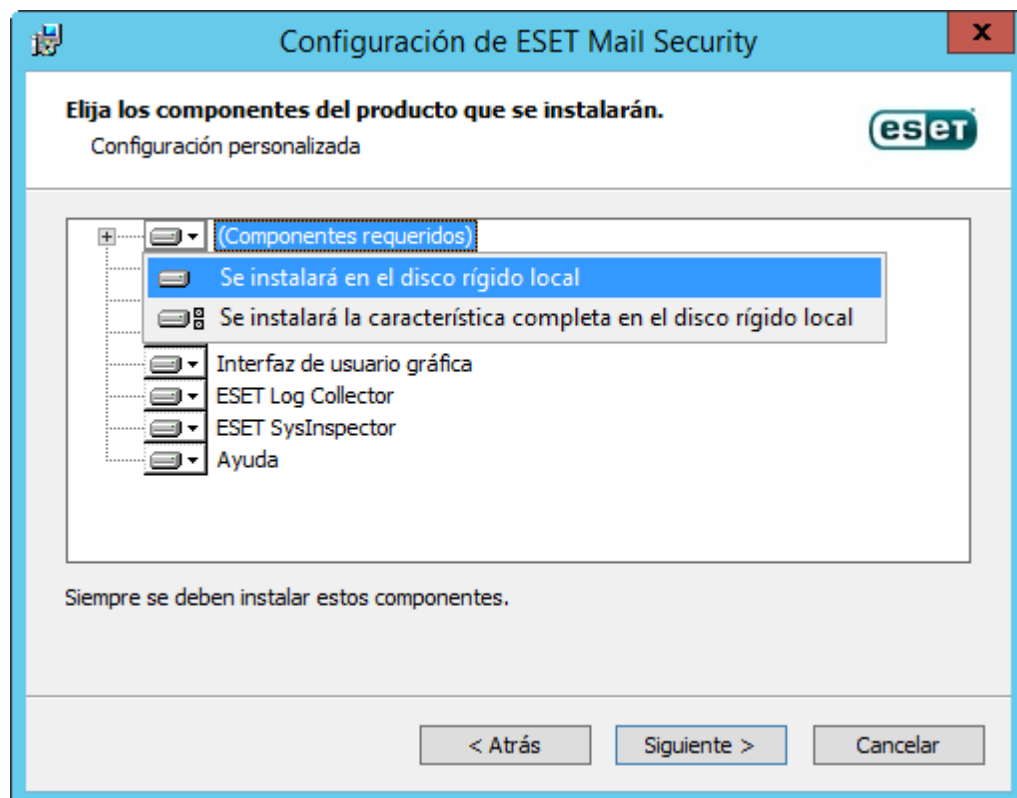 Configuración de ESET Mail Security
x
Elija los componentes del producto que se instalarán.
Configuración personalizada
eseT
(Componentes requeridos)
Se instalará en el disco rígido local
Se instalará la característica completa en el disco rígido local
Interfaz de usuario gráfica
ESET Log Collector
ESET SysInspector
Ayuda
Siempre se deben instalar estos componentes.
< Atrás
Siguiente >
Cancelar